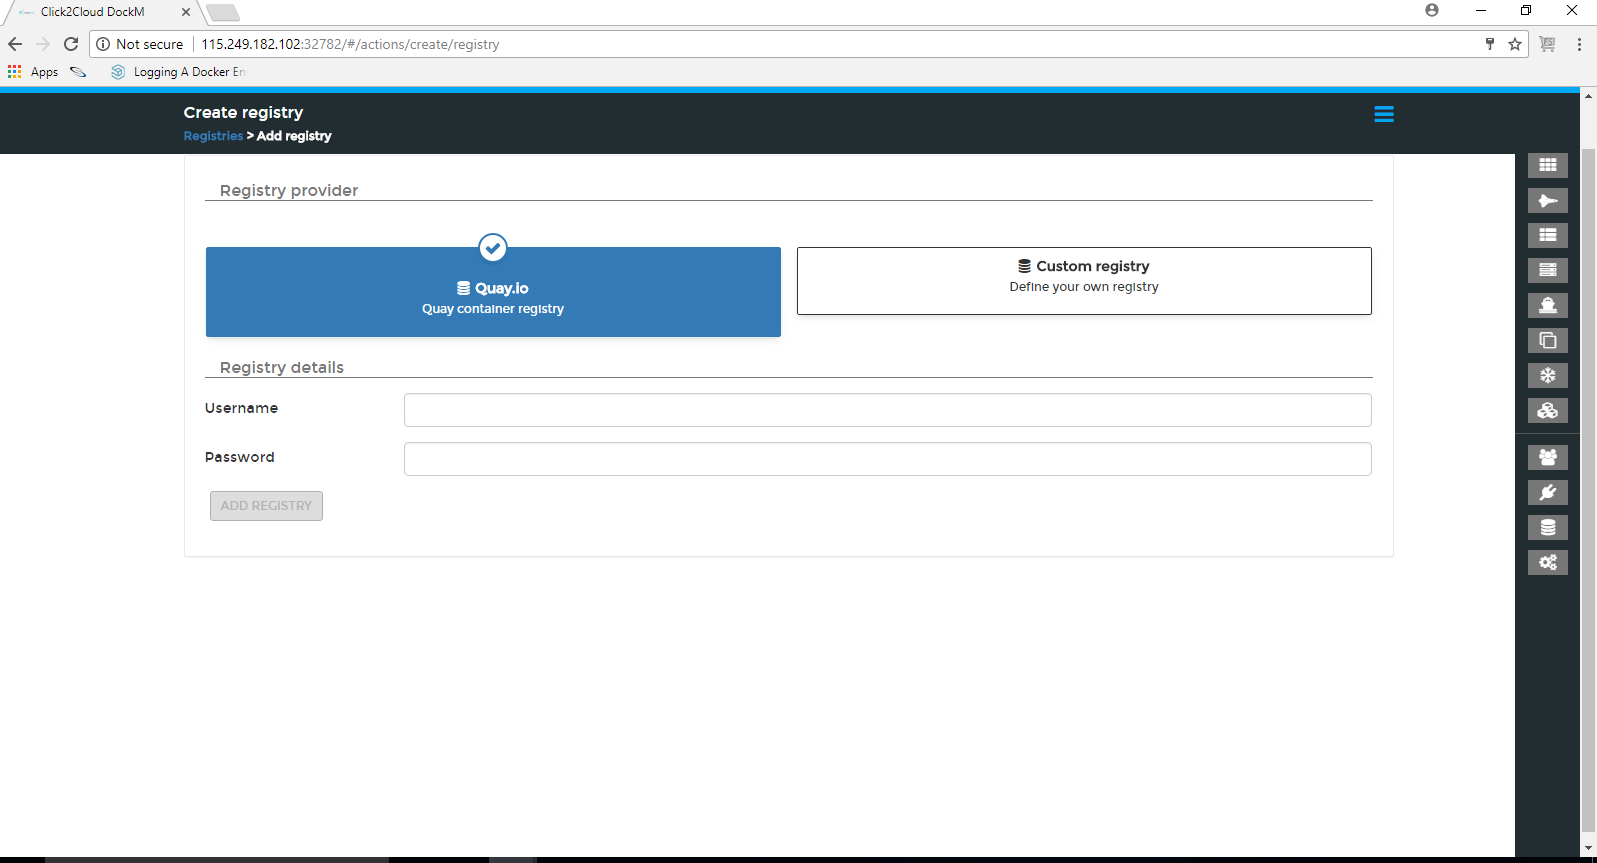 Click2Cloud DockM
Not secure
115.249.182.102:32782/#/actions/create/registry
Apps
Logging A Docker En
Create registry
Registries > Add registry
Registry provider
Quay.io
Quay container registry
Custom registry
Define your own registry
Registry details
Username
Password
ADD REGISTRY